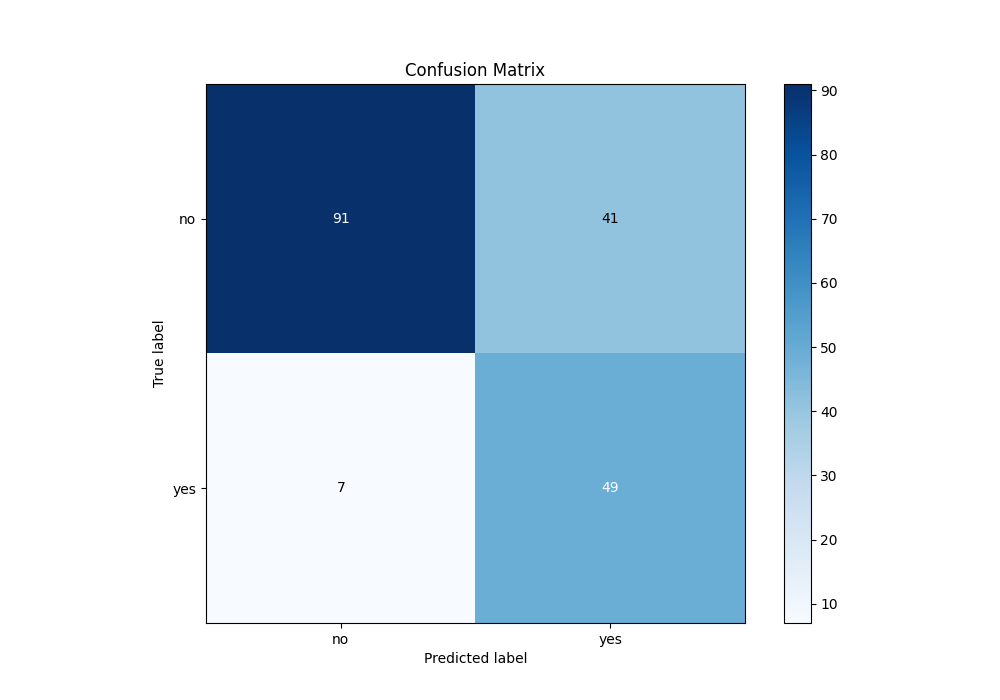 Confusion Matrix
True label
no
yes
91
41
7
49
no
yes
Predicted label
90
80
70
60
50
40
30
20
10